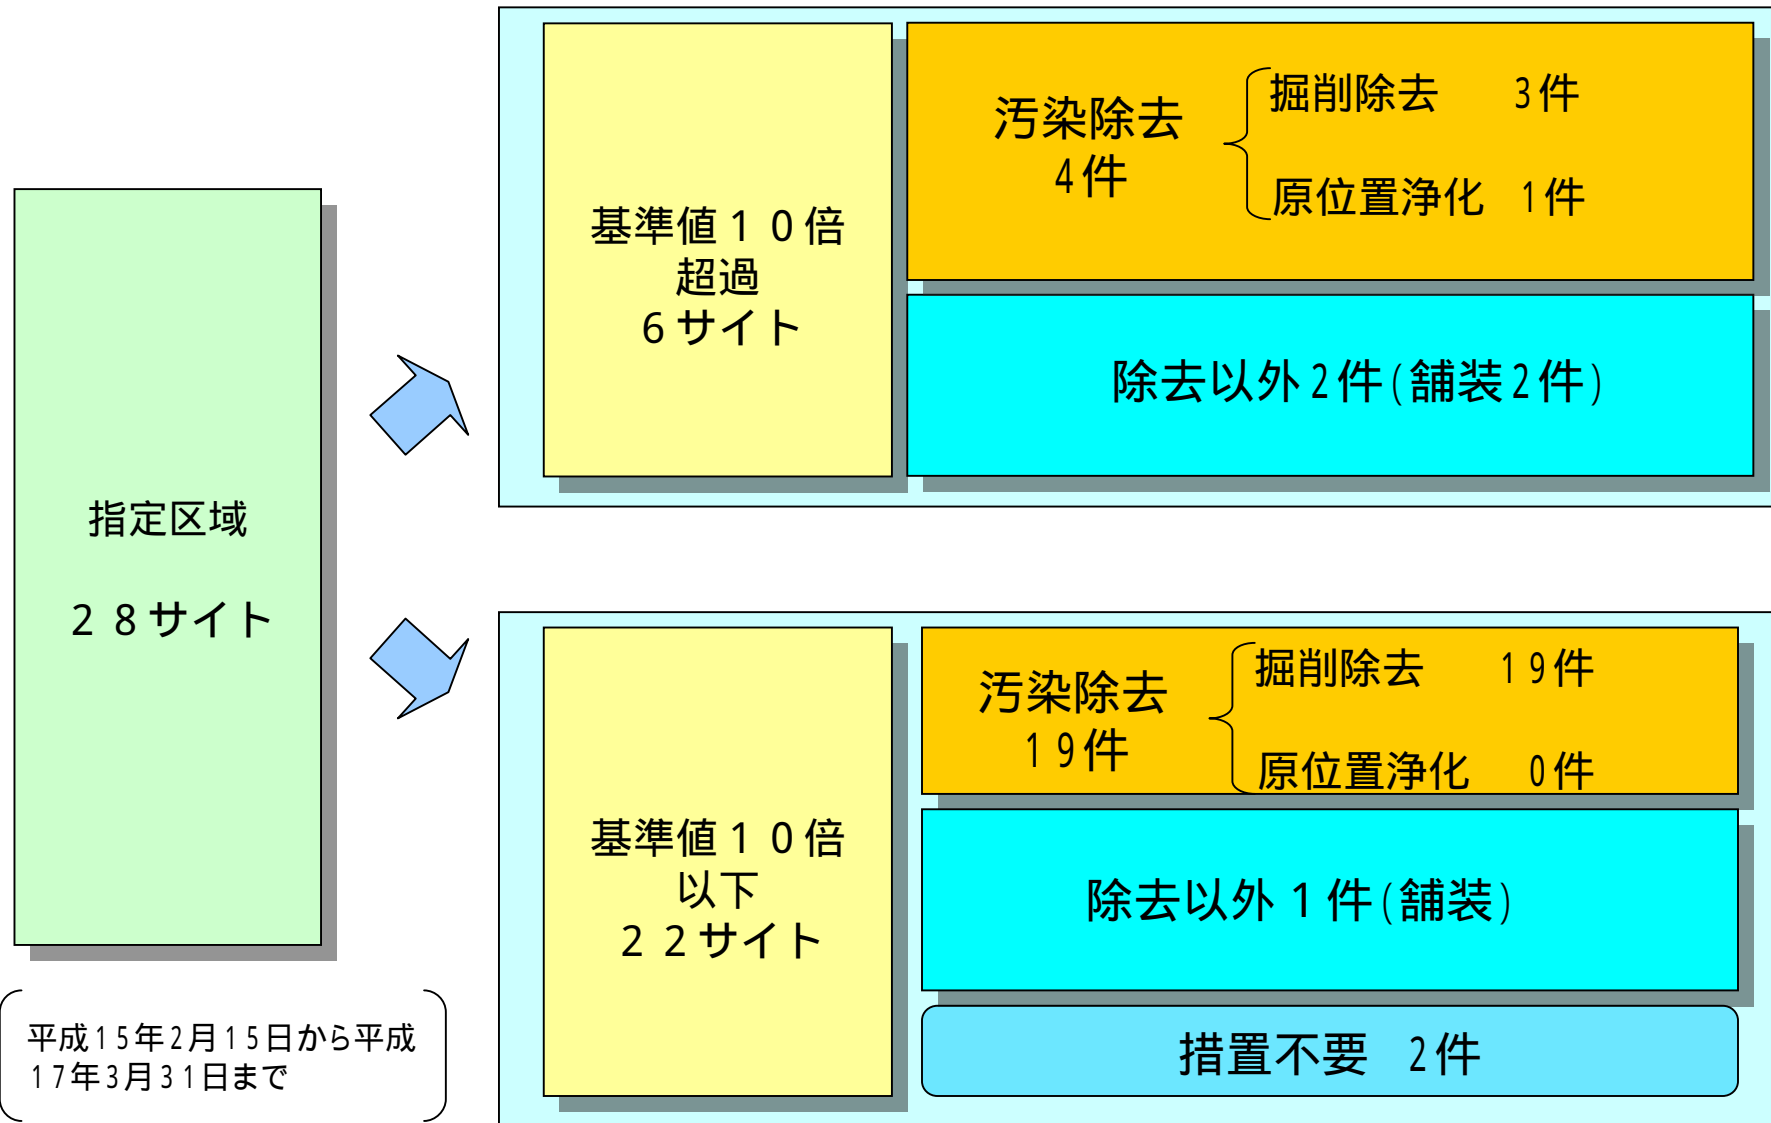 指定区域
２８サイト
平成15年2月15日から平成
17年3月31日まで
基準値１０倍
超過
６サイト
汚染除去
4件
掘削除去　3件
原位置浄化　1件
除去以外2件(舗装2件)
基準値１０倍
以下
２２サイト
汚染除去
19件
掘削除去　19件
原位置浄化　0件
除去以外１件(舗装)
措置不要　2件